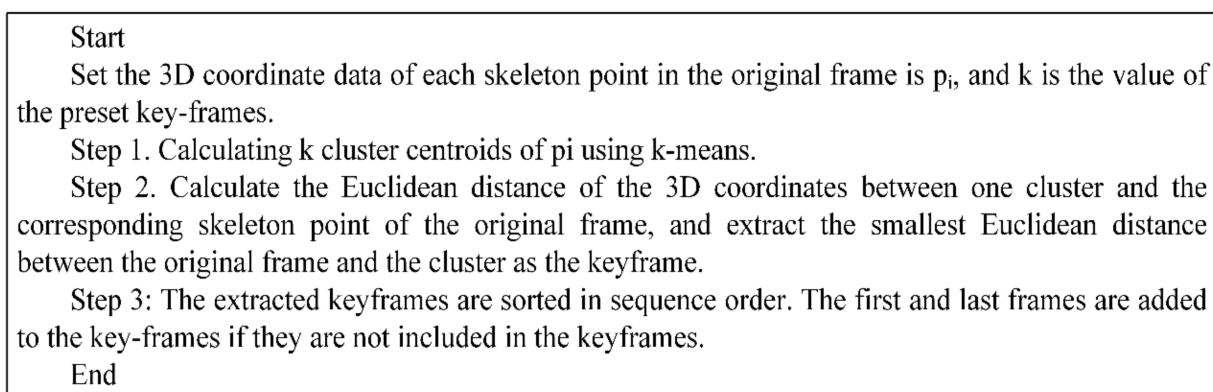 Start
Set the 3D coordinate data of each skeleton point in the original frame is pᵢ, and k is the value of
the preset key-frames.
Step 1. Calculating k cluster centroids of pi using k-means.
Step 2. Calculate the Euclidean distance of the 3D coordinates between one cluster and the
corresponding skeleton point of the original frame, and extract the smallest Euclidean distance
between the original frame and the cluster as the keyframe.
Step 3: The extracted keyframes are sorted in sequence order. The first and last frames are added
to the key-frames if they are not included in the keyframes.
End